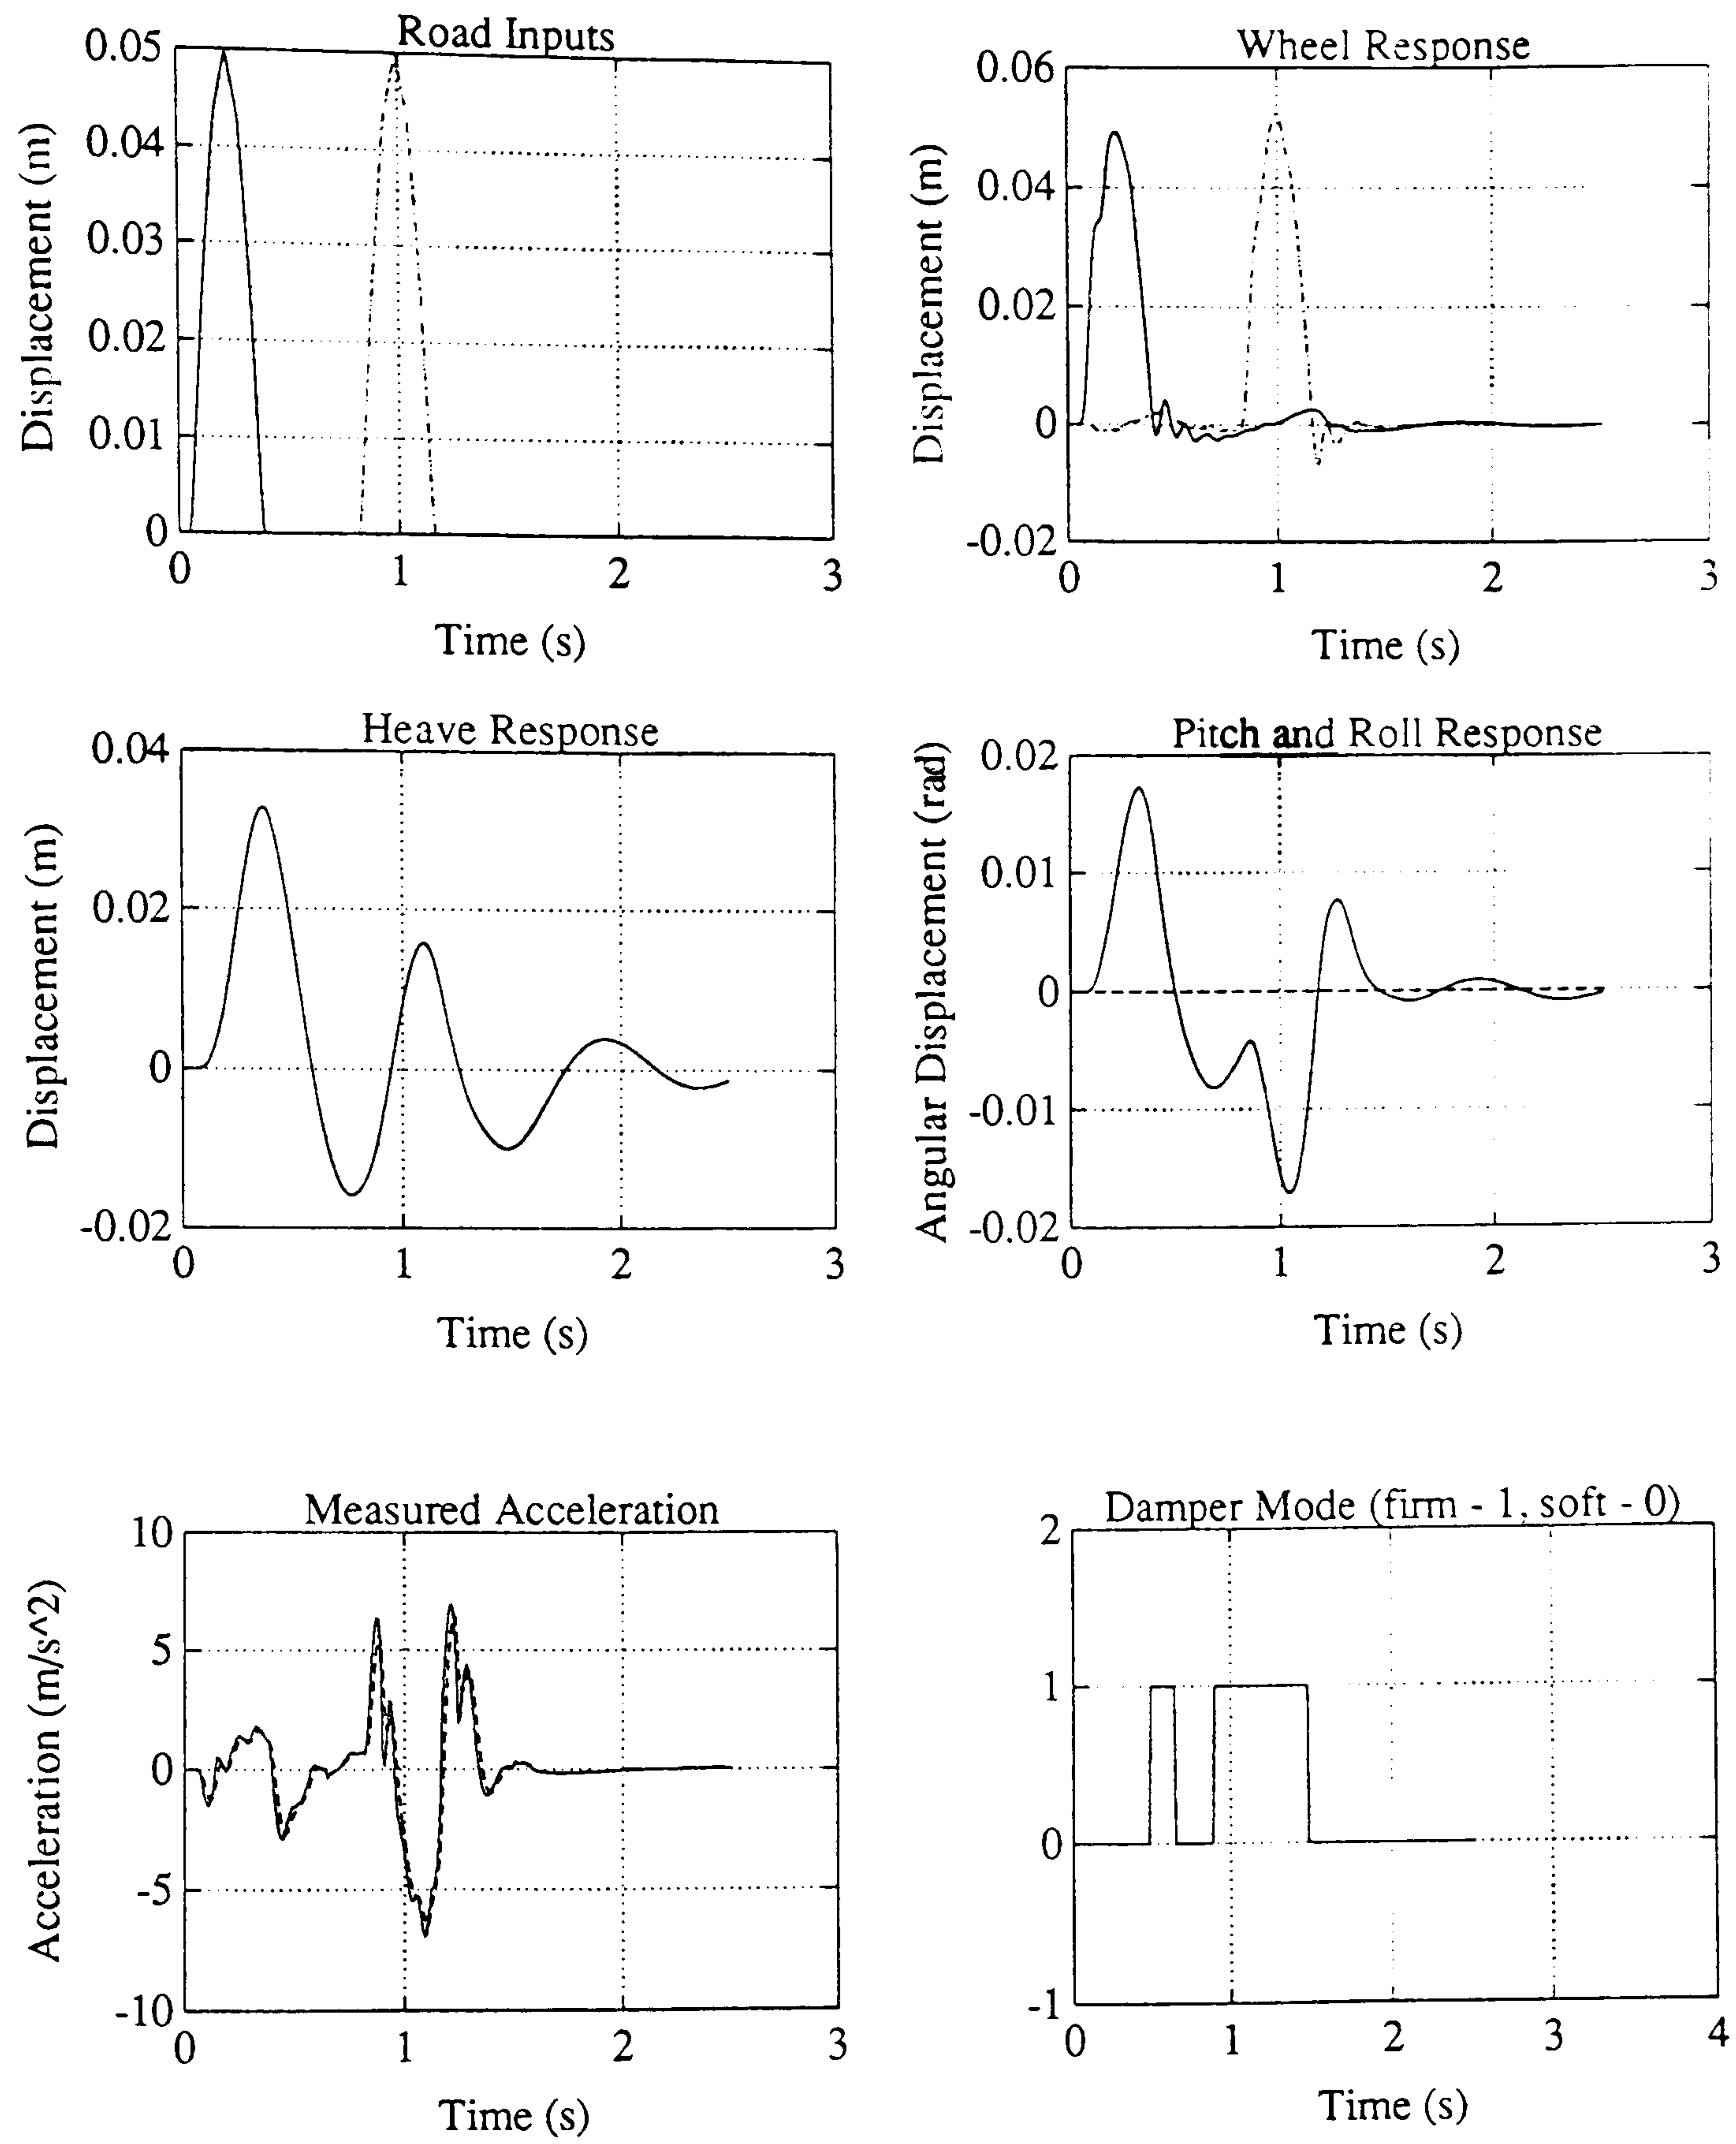 Road Inputs
Displacement (m)
0.05
0.04
0.03
0.02
0.01
0
0 1 2 3
Time (s)
Wheel Response
Displacement (m)
0.06
0.04
0.02
0
-0.02
0 1 2 3
Time (s)
Heave Response
Displacement (m)
0.04
0.02
0
-0.02
0 1 2 3
Time (s)
Pitch and Roll Response
Angular Displacement (rad)
0.02
0.01
0
-0.01
-0.02
0 1 2 3
Time (s)
Measured Acceleration
Acceleration (m/s^2)
10
5
0
-5
-10
0 1 2 3
Time (s)
Damper Mode (firm - 1, soft - 0)
2
1
0
-1
0 1 2 3 4
Time (s)